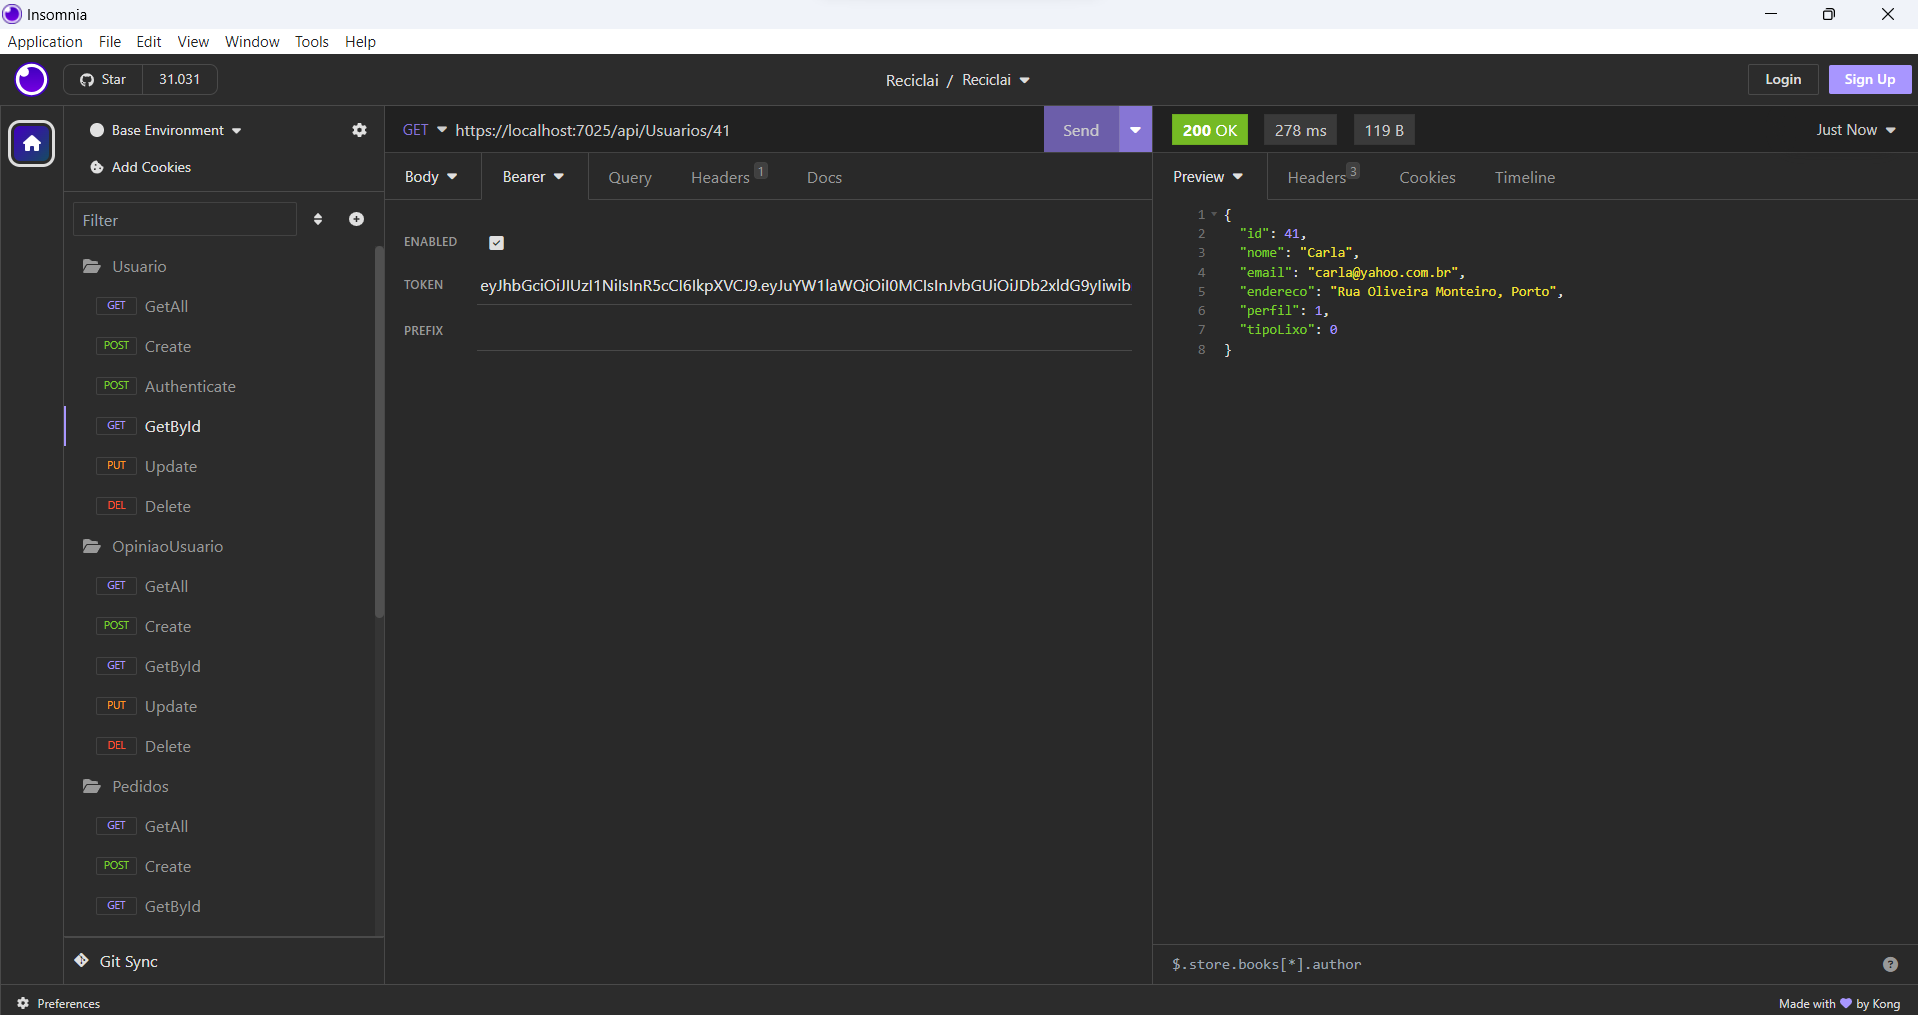 Insomnia
Application File Edit View Window Tools Help
Star 31.031
Reciclai / Reciclai
Login Sign Up
Base Environment
Add Cookies
Filter
Usuario
GET GetAll
POST Create
POST Authenticate
GET GetById
PUT Update
DEL Delete
OpiniaoUsuario
GET GetAll
POST Create
GET GetById
PUT Update
DEL Delete
Pedidos
GET GetAll
POST Create
GET GetById
Git Sync
GET https://localhost:7025/api/Usuarios/41
Send
Body Bearer Query Headers 1 Docs
ENABLED
TOKEN eyJhbGciOiJIUzI1NiIsInR5cCI6IkpXVCJ9.eyJuYW1laWQiOiI0MCIsInJvbGUiOiJDb2xldG9yIiwib
PREFIX
200 OK 278 ms 119 B Just Now
Preview Headers 3 Cookies Timeline
1 {
2 "id": 41,
3 "nome": "Carla",
4 "email": "carla@yahoo.com.br",
5 "endereco": "Rua Oliveira Monteiro, Porto",
6 "perfil": 1,
7 "tipoLixo": 0
8 }
$.store.books[*].author
Preferences
Made with by Kong